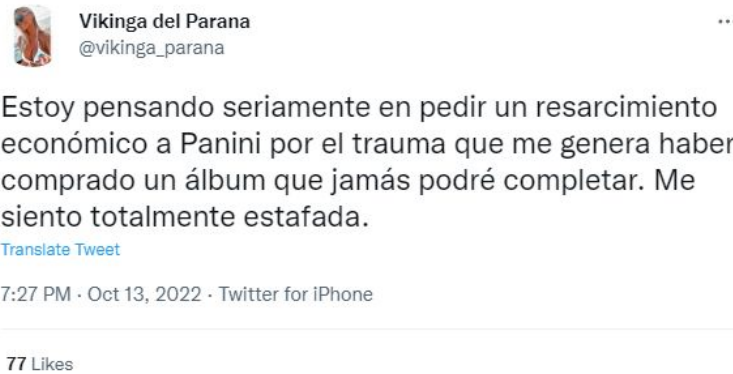 Vikinga del Parana
@vikinga_parana
Estoy pensando seriamente en pedir un resarcimiento
económico a Panini por el trauma que me genera haber
comprado un álbum que jamás podré completar. Me
siento totalmente estafada.
Translate Tweet
7:27 PM · Oct 13, 2022 · Twitter for iPhone
77 Likes